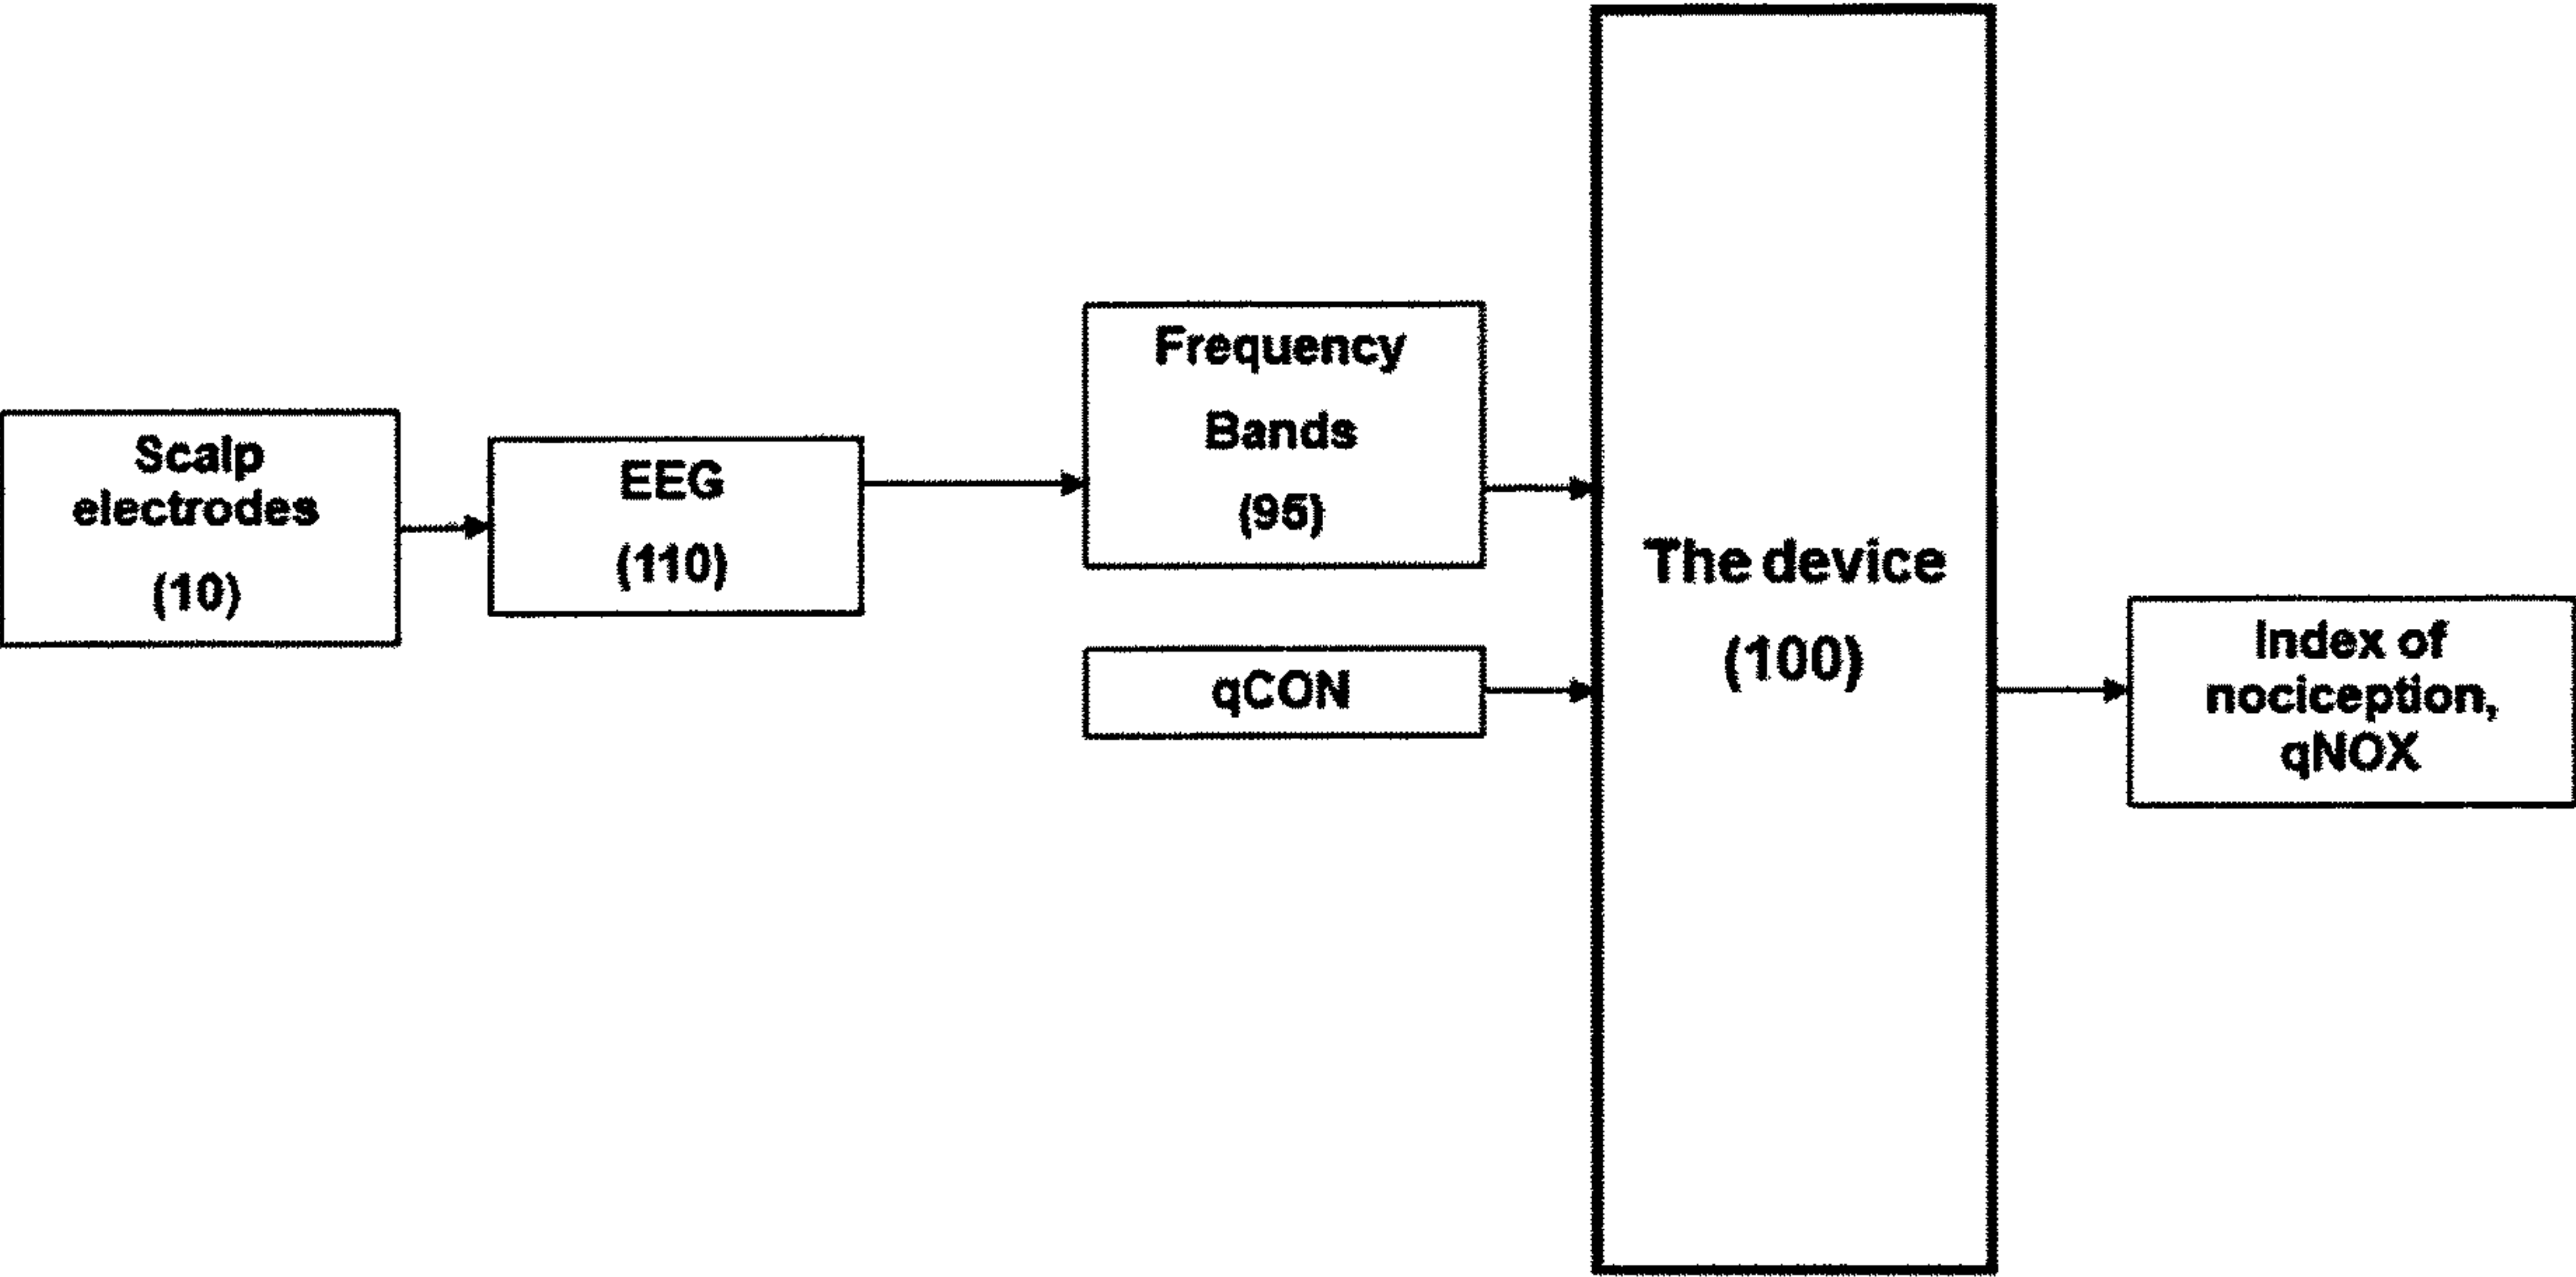 Scalp
electrodes
(10)
EEG
(110)
Frequency
Bands
(95)
qCON
The device
(100)
Index of
nociception,
qNOX